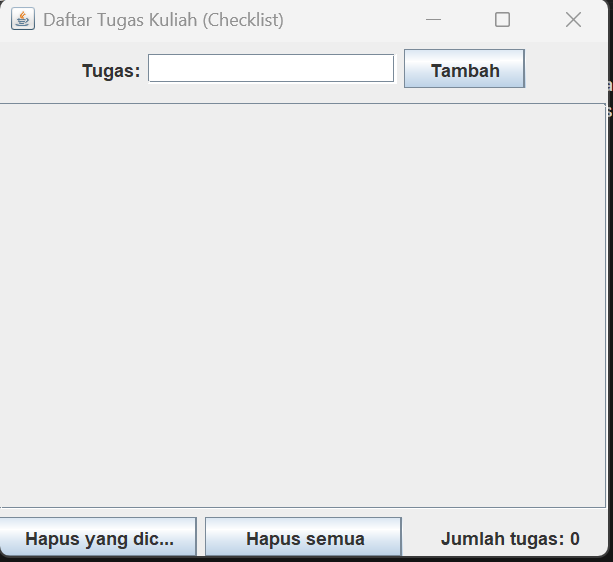 Daftar Tugas Kuliah (Checklist)
Tugas:
Tambah
Hapus yang dic...
Hapus semua
Jumlah tugas: 0